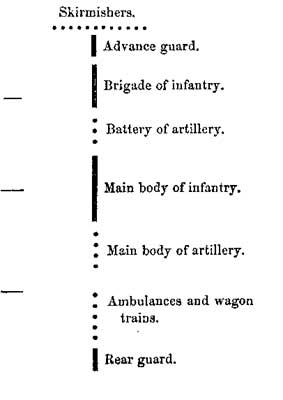 Skirmishers.
Advance guard.
Brigade of infantry.
Battery of artillery.
Main body of infantry.
Main body of artillery.
Ambulances and wagon
trains.
Rear guard.